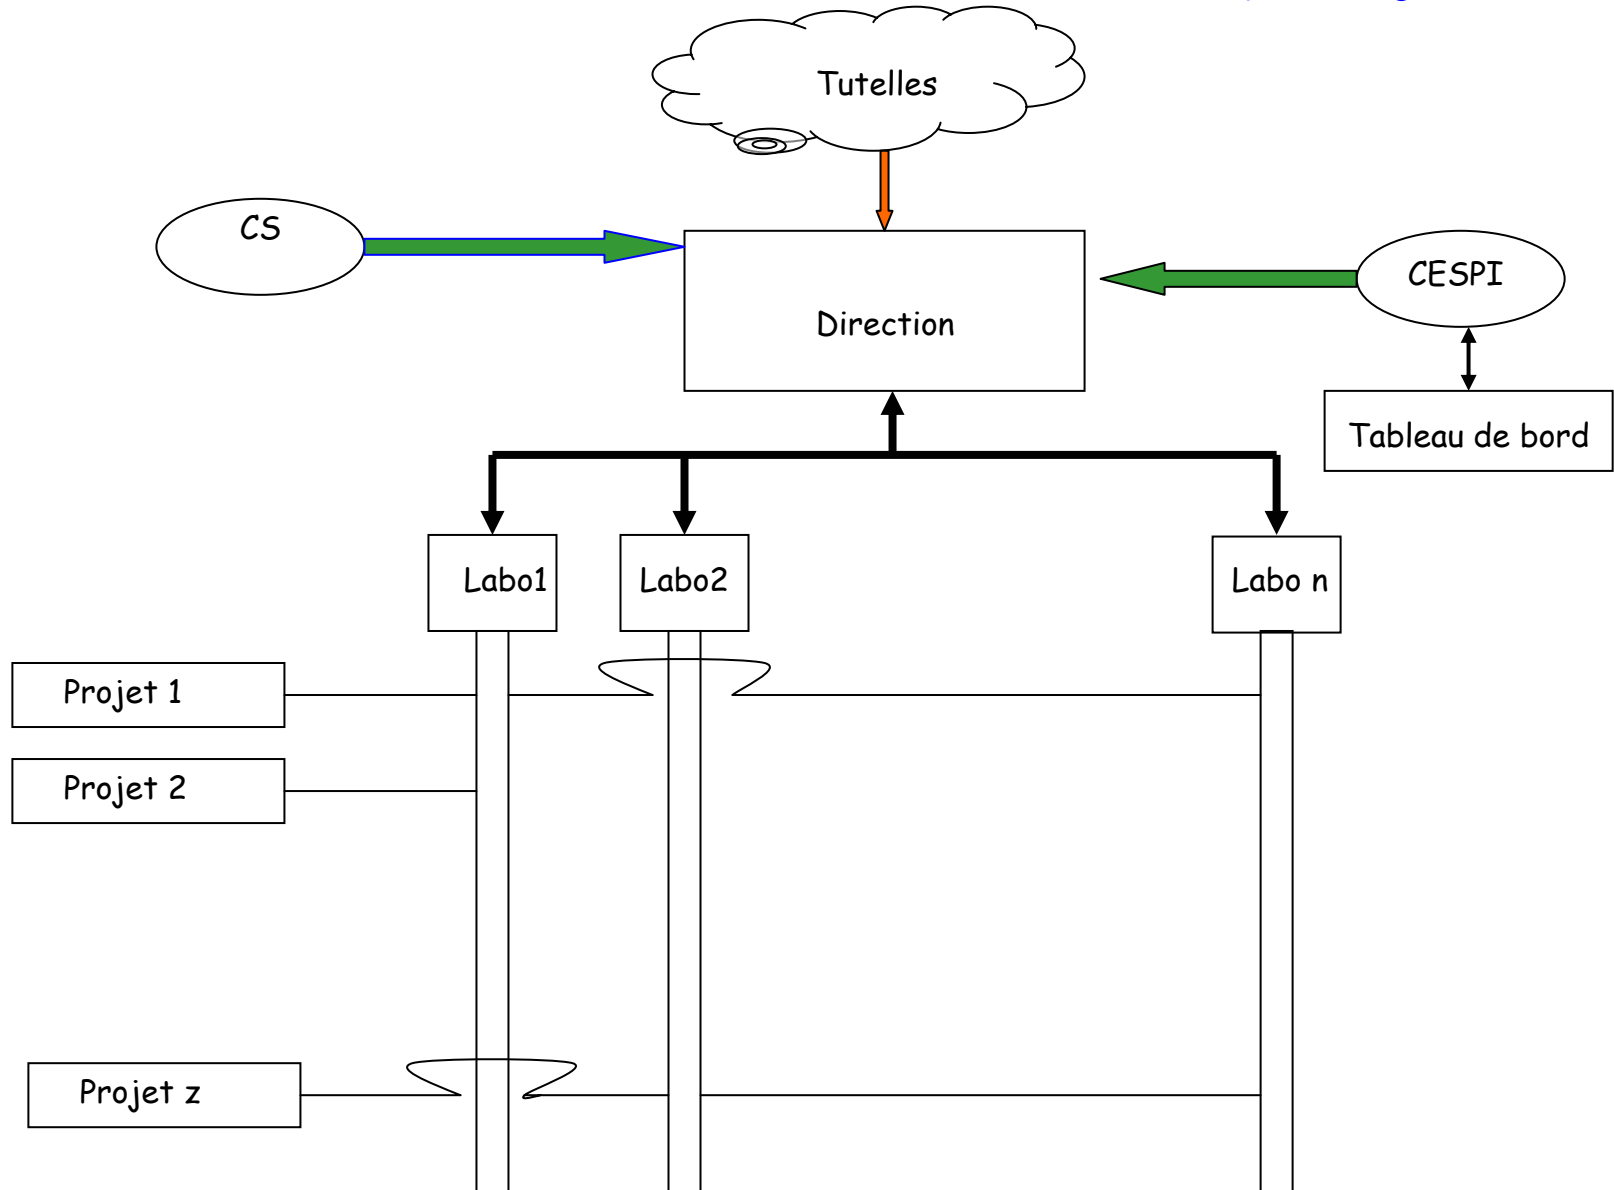 Tutelles
CS
CESPI
Direction
Tableau de bord
Labo1
Labo2
Labo n
Projet 1
Projet 2
Projet z